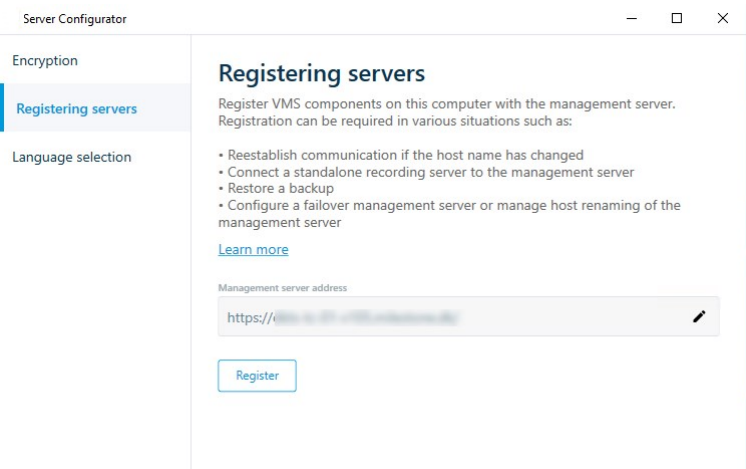 Server Configurator
Encryption
Registering servers
Language selection
Registering servers
Register VMS components on this computer with the management server.
Registration can be required in various situations such as:
• Reestablish communication if the host name has changed
• Connect a standalone recording server to the management server
• Restore a backup
• Configure a failover management server or manage host renaming of the
management server
Learn more
Management server address
https://
Register